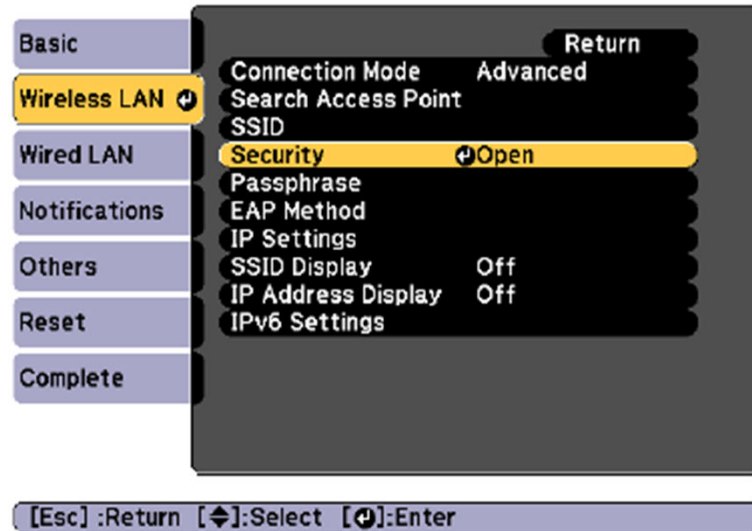 Basic
Wireless LAN
Wired LAN
Notifications
Others
Reset
Complete
Return
Connection Mode Advanced
Search Access Point
SSID
Security Open
Passphrase
EAP Method
IP Settings
SSID Display Off
IP Address Display Off
IPv6 Settings
[Esc] :Return [◆]:Select [↵]:Enter